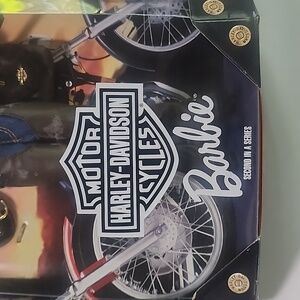 MOTOR
HARLEY-DAVIDSON
CYCLES
Barbie
SECOND IN A SERIES